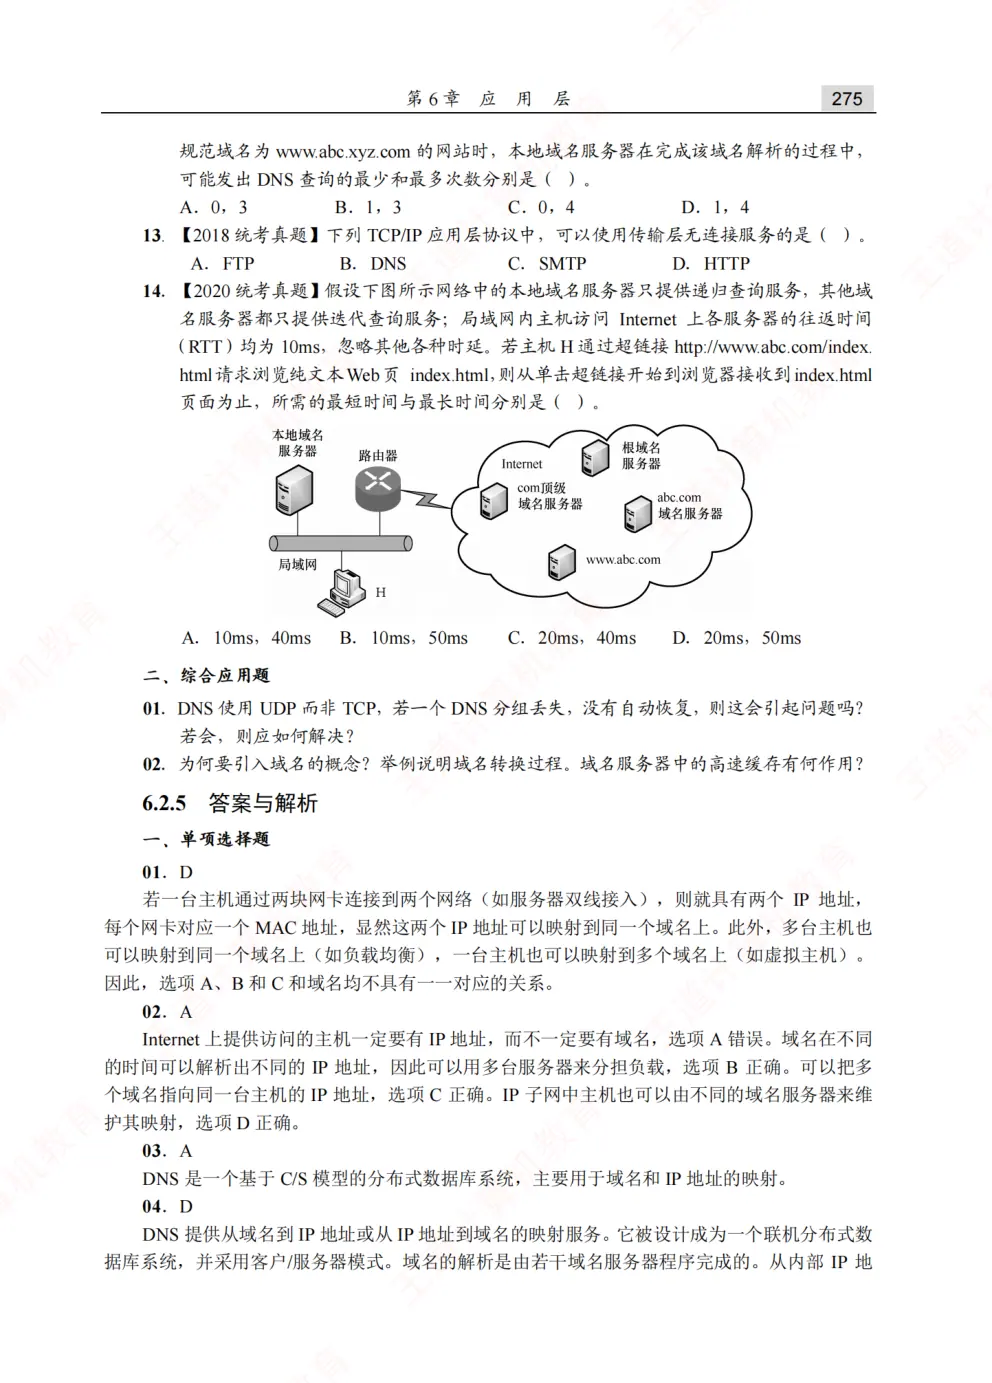 第 6 章 应 用 层 275
规范域名为 www.abc.xyz.com 的网站时，本地域名服务器在完成该域名解析的过程中，
可能发出 DNS 查询的最少和最多次数分别是（ ）。
A．0，3 B．1，3 C．0，4 D．1，4
13. 【2018 统考真题】下列 TCP/IP 应用层协议中，可以使用传输层无连接服务的是（ ）。
A．FTP B．DNS C．SMTP D．HTTP
14. 【2020 统考真题】假设下图所示网络中的本地域名服务器只提供递归查询服务，其他域
名服务器都只提供迭代查询服务；局域网内主机访问 Internet 上各服务器的往返时间
（RTT）均为 10ms，忽略其他各种时延。若主机 H 通过超链接 http://www.abc.com/index.
html 请求浏览纯文本 Web 页 index.html，则从单击超链接开始到浏览器接收到 index.html
页面为止，所需的最短时间与最长时间分别是（ ）。
本地域名
服务器
路由器
Internet
根域名
服务器
com顶级
域名服务器
abc.com
域名服务器
www.abc.com
局域网
H
A．10ms，40ms B．10ms，50ms C．20ms，40ms D．20ms，50ms
二、综合应用题
01. DNS 使用 UDP 而非 TCP，若一个 DNS 分组丢失，没有自动恢复，则这会引起问题吗？
若会，则应如何解决？
02. 为何要引入域名的概念？举例说明域名转换过程。域名服务器中的高速缓存有何作用？
6.2.5 答案与解析
一、单项选择题
01．D
若一台主机通过两块网卡连接到两个网络（如服务器双线接入），则就具有两个 IP 地址，
每个网卡对应一个 MAC 地址，显然这两个 IP 地址可以映射到同一个域名上。此外，多台主机也
可以映射到同一个域名上（如负载均衡），一台主机也可以映射到多个域名上（如虚拟主机）。
因此，选项 A、B 和 C 和域名均不具有一一对应的关系。
02．A
Internet 上提供访问的主机一定要有 IP 地址，而不一定要有域名，选项 A 错误。域名在不同
的时间可以解析出不同的 IP 地址，因此可以用多台服务器来分担负载，选项 B 正确。可以把多
个域名指向同一台主机的 IP 地址，选项 C 正确。IP 子网中主机也可以由不同的域名服务器来维
护其映射，选项 D 正确。
03．A
DNS 是一个基于 C/S 模型的分布式数据库系统，主要用于域名和 IP 地址的映射。
04．D
DNS 提供从域名到 IP 地址或从 IP 地址到域名的映射服务。它被设计成为一个联机分布式数
据库系统，并采用客户/服务器模式。域名的解析是由若干域名服务器程序完成的。从内部 IP 地